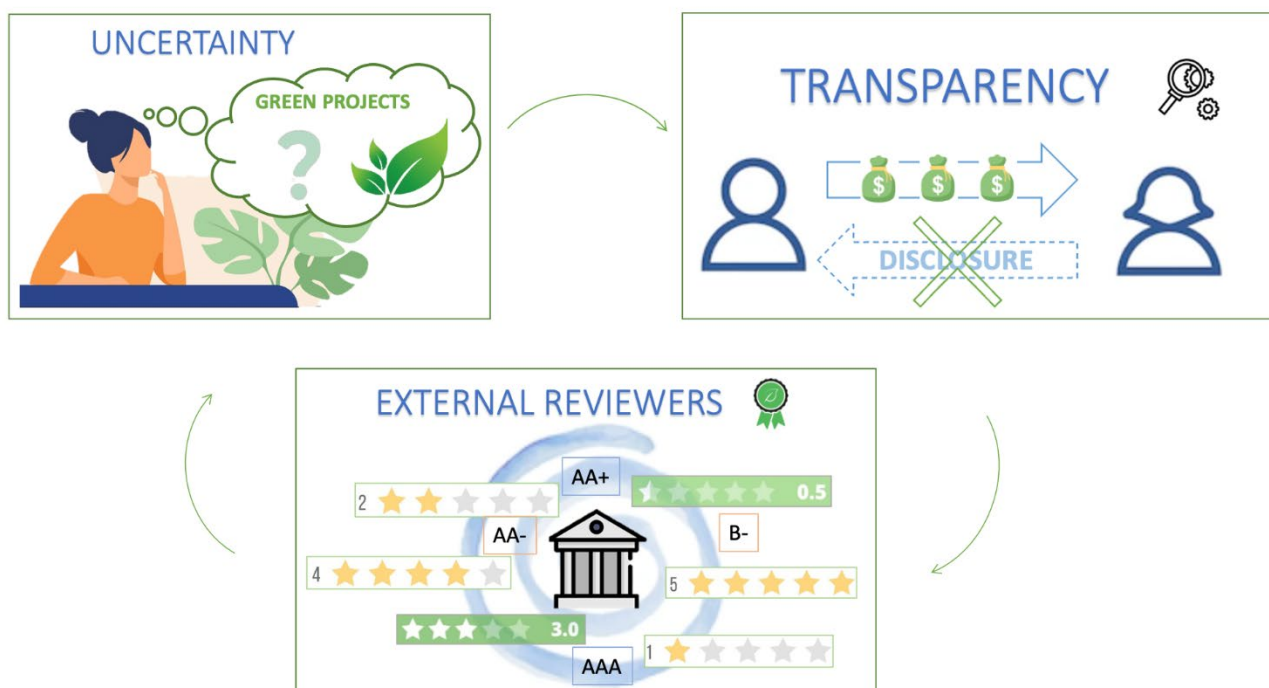 UNCERTAINTY
GREEN PROJECTS
?
TRANSPARENCY
$ $ $
DISCLOSURE
EXTERNAL REVIEWERS
AA+
2
0.5
AA-
B-
4
5
3.0
AAA
1